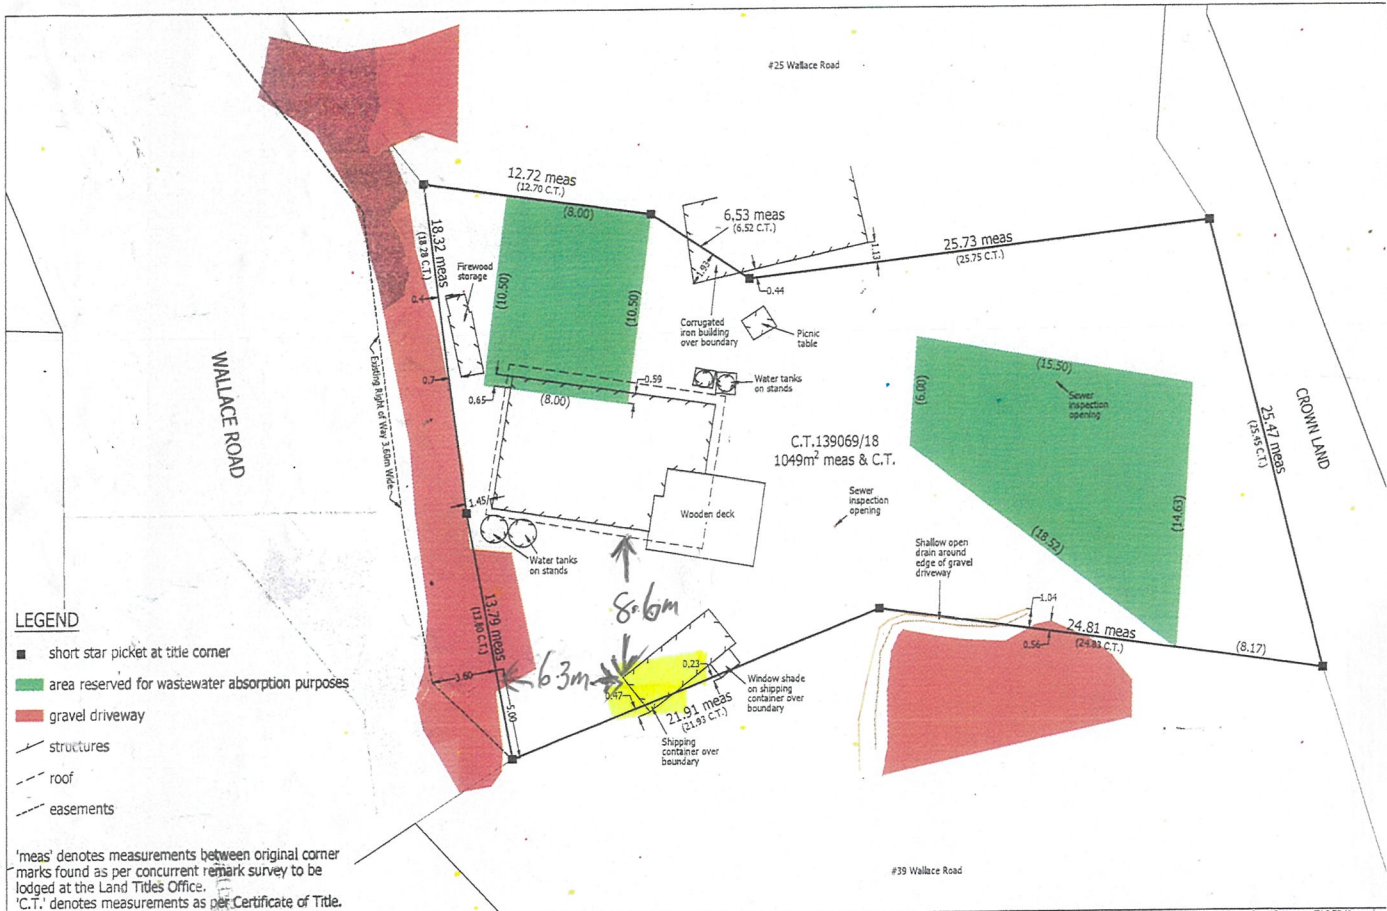 #25 Wallace Road
12.72 meas
(12.70 C.T.)
(8.00)
6.53 meas
(6.52 C.T.)
25.73 meas
(25.75 C.T.)
1.13
1.93
0.44
18.32 meas
(18.28 C.T.)
Firewood
storage
0.4
(10.50)
(10.50)
Corrugated
iron building
over boundary
Picnic
table
WALLACE ROAD
Existing Right of Way 3.60m Wide
0.7
0.65
(8.00)
0.59
Water tanks
on stands
(15.50)
(6.00)
Sewer
inspection
opening
25.47 meas
(25.45 C.T.)
CROWN LAND
C.T.139069/18
1049m² meas & C.T.
1.45
Wooden deck
Sewer
inspection
opening
(14.63)
(18.52)
Water tanks
on stands
Shallow open
drain around
edge of gravel
driveway
8.6m
13.79 meas
1.04
24.81 meas
(24.83 C.T.)
0.56
(8.17)
3.60
6.3m
0.47
0.23
5.00
21.91 meas
(21.93 C.T.)
Window shade
on shipping
container over
boundary
Shipping
container over
boundary
LEGEND
short star picket at title corner
area reserved for wastewater absorption purposes
gravel driveway
structures
roof
easements
'meas' denotes measurements between original corner
marks found as per concurrent remark survey to be
lodged at the Land Titles Office.
'C.T.' denotes measurements as per Certificate of Title.
#39 Wallace Road